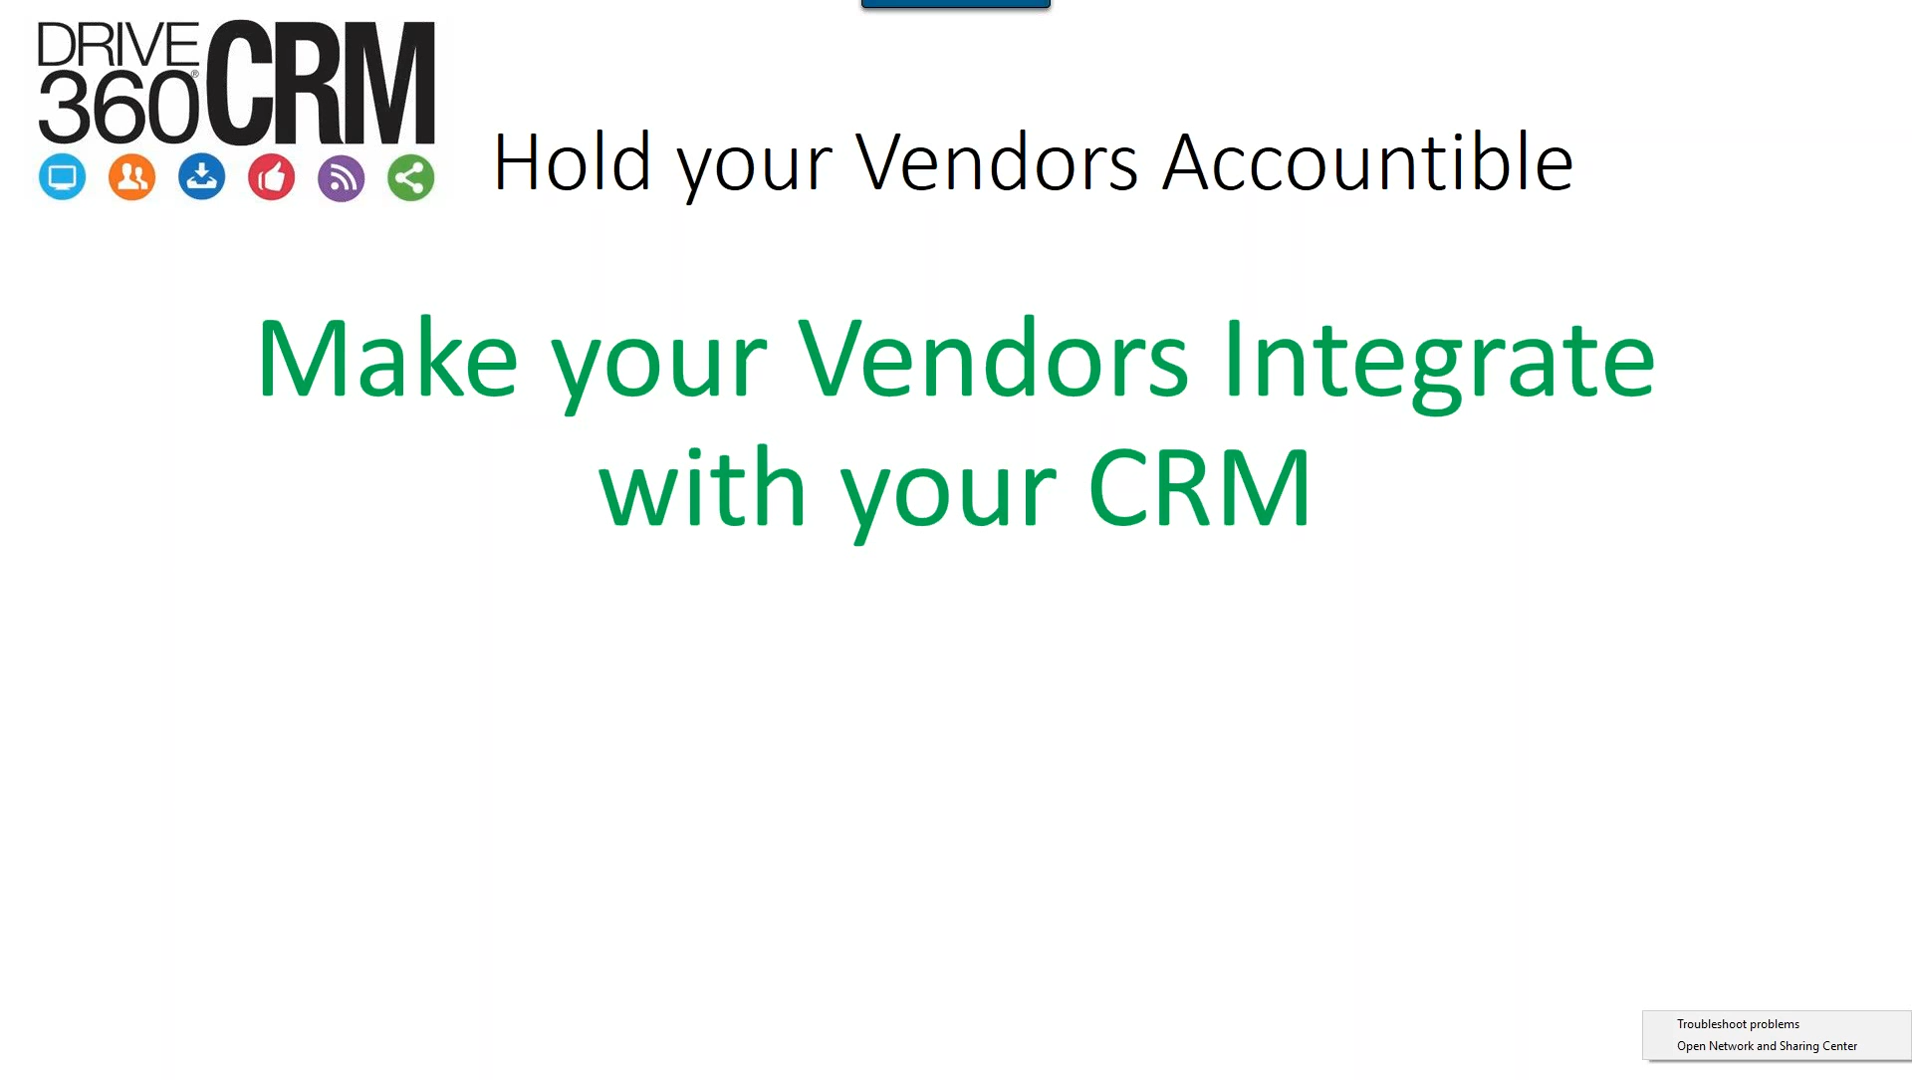 DRIVE
360® CRM
Hold your Vendors Accountible
Make your Vendors Integrate
with your CRM
Troubleshoot problems
Open Network and Sharing Center